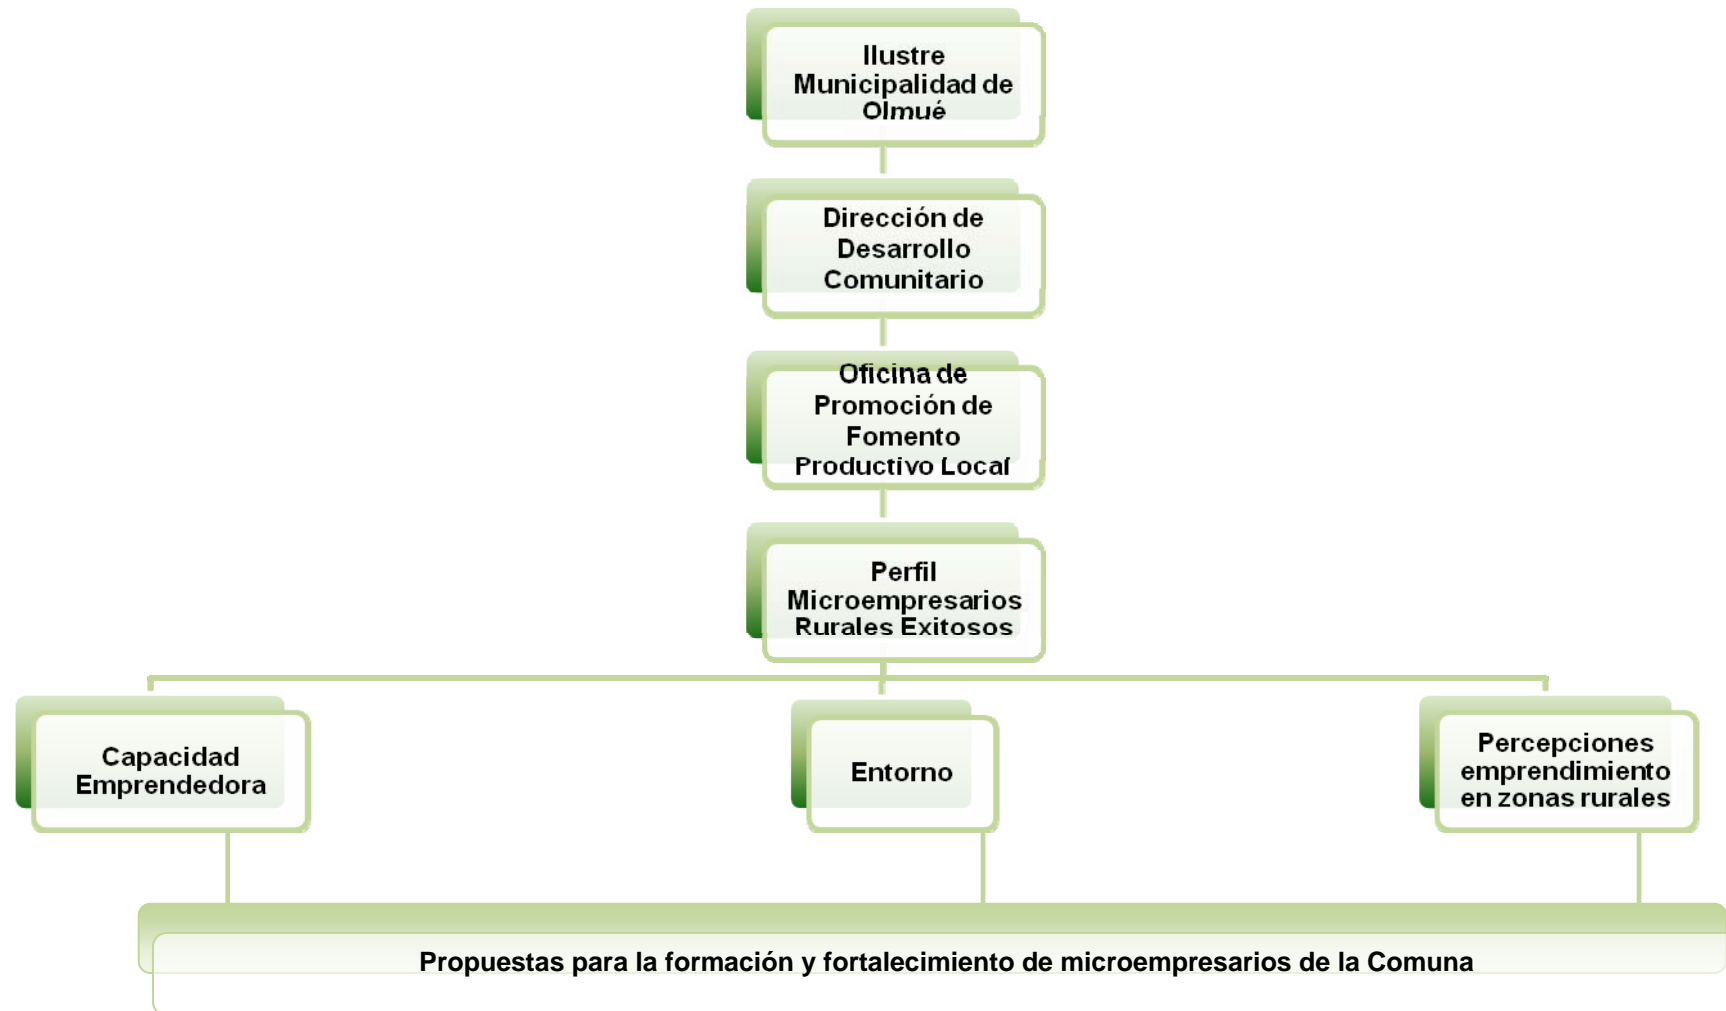 Ilustre
Municipalidad de
Olmué
Dirección de
Desarrollo
Comunitario
Oficina de
Promoción de
Fomento
Productivo Local
Perfil
Microempresarios
Rurales Exitosos
Capacidad
Emprendedora
Entorno
Percepciones
emprendimiento
en zonas rurales
Propuestas para la formación y fortalecimiento de microempresarios de la Comuna